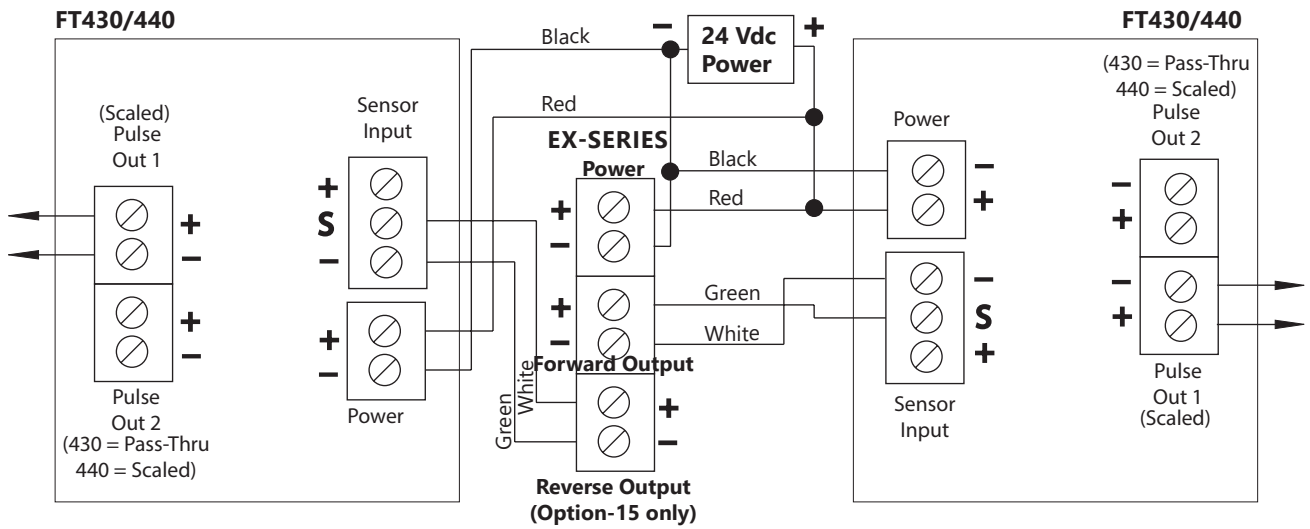 FT430/440
(Scaled)
Pulse
Out 1
+
−
+
−
Pulse
Out 2
(430 = Pass-Thru
440 = Scaled)
Sensor
Input
+
S
−
+
−
Power
Black
Red
− 24 Vdc +
Power
EX-SERIES
Power
+
−
+
−
Forward Output
+
−
Reverse Output
(Option-15 only)
White
Green
Black
Red
Green
White
FT430/440
(430 = Pass-Thru
440 = Scaled)
Pulse
Out 2
Power
−
+
−
S
+
Sensor
Input
−
+
−
+
Pulse
Out 1
(Scaled)